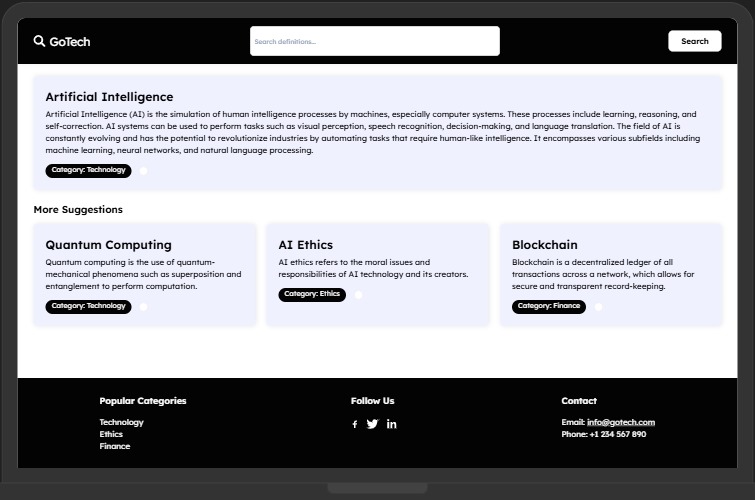 GoTech
Search definitions...
Search
Artificial Intelligence
Artificial Intelligence (AI) is the simulation of human intelligence processes by machines, especially computer systems. These processes include learning, reasoning, and
self-correction. AI systems can be used to perform tasks such as visual perception, speech recognition, decision-making, and language translation. The field of AI is
constantly evolving and has the potential to revolutionize industries by automating tasks that require human-like intelligence. It encompasses various subfields including
machine learning, neural networks, and natural language processing.
Category: Technology
More Suggestions
Quantum Computing
Quantum computing is the use of quantum-
mechanical phenomena such as superposition and
entanglement to perform computation.
Category: Technology
AI Ethics
AI ethics refers to the moral issues and
responsibilities of AI technology and its creators.
Category: Ethics
Blockchain
Blockchain is a decentralized ledger of all
transactions across a network, which allows for
secure and transparent record-keeping.
Category: Finance
Popular Categories
Technology
Ethics
Finance
Follow Us
Contact
Email: info@gotech.com
Phone: +1 234 567 890